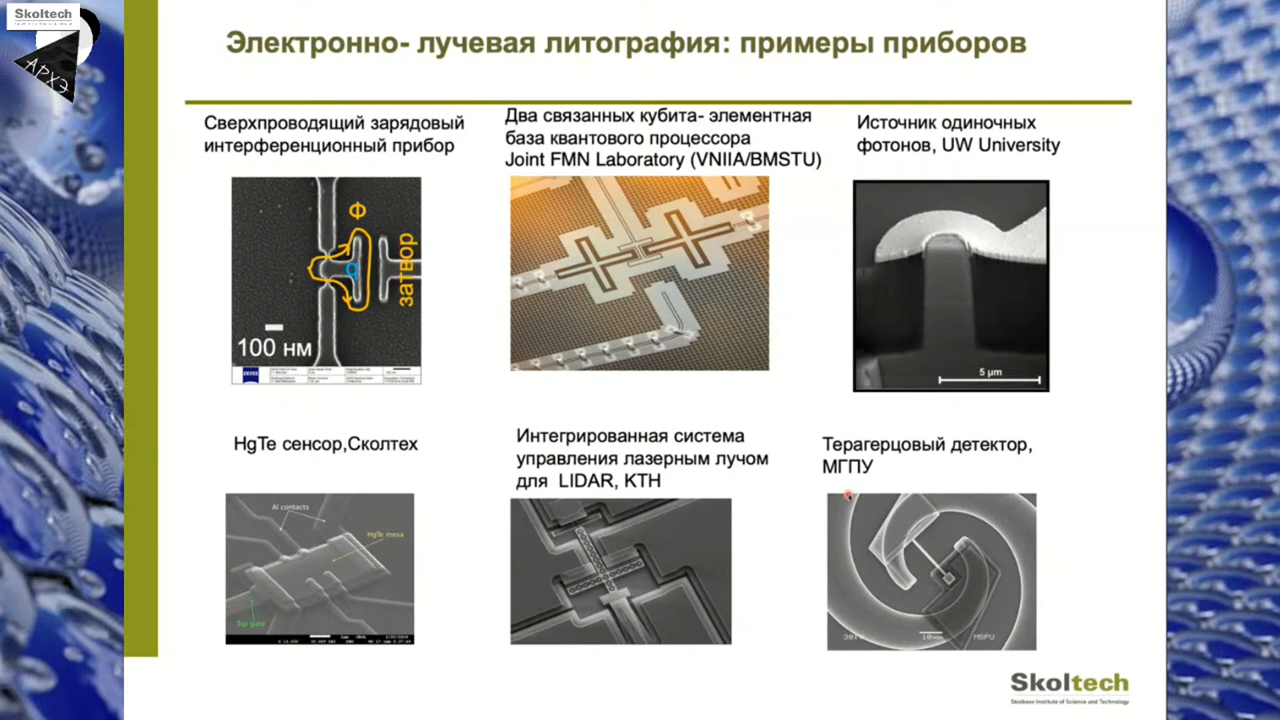 Skoltech
АРХЭ
Электронно- лучевая литография: примеры приборов
Сверхпроводящий зарядовый
интерференционный прибор
Два связанных кубита- элементная
база квантового процессора
Joint FMN Laboratory (VNIIA/BMSTU)
Источник одиночных
фотонов, UW University
Ф
q
затвор
100 нм
5 µm
HgTe сенсор,Сколтех
Интегрированная система
управления лазерным лучом
для LIDAR, KTH
Терагерцовый детектор,
МГПУ
Al contacts
HgTe mesa
Top gate
MSPU
Skoltech
Skolkovo Institute of Science and Technology